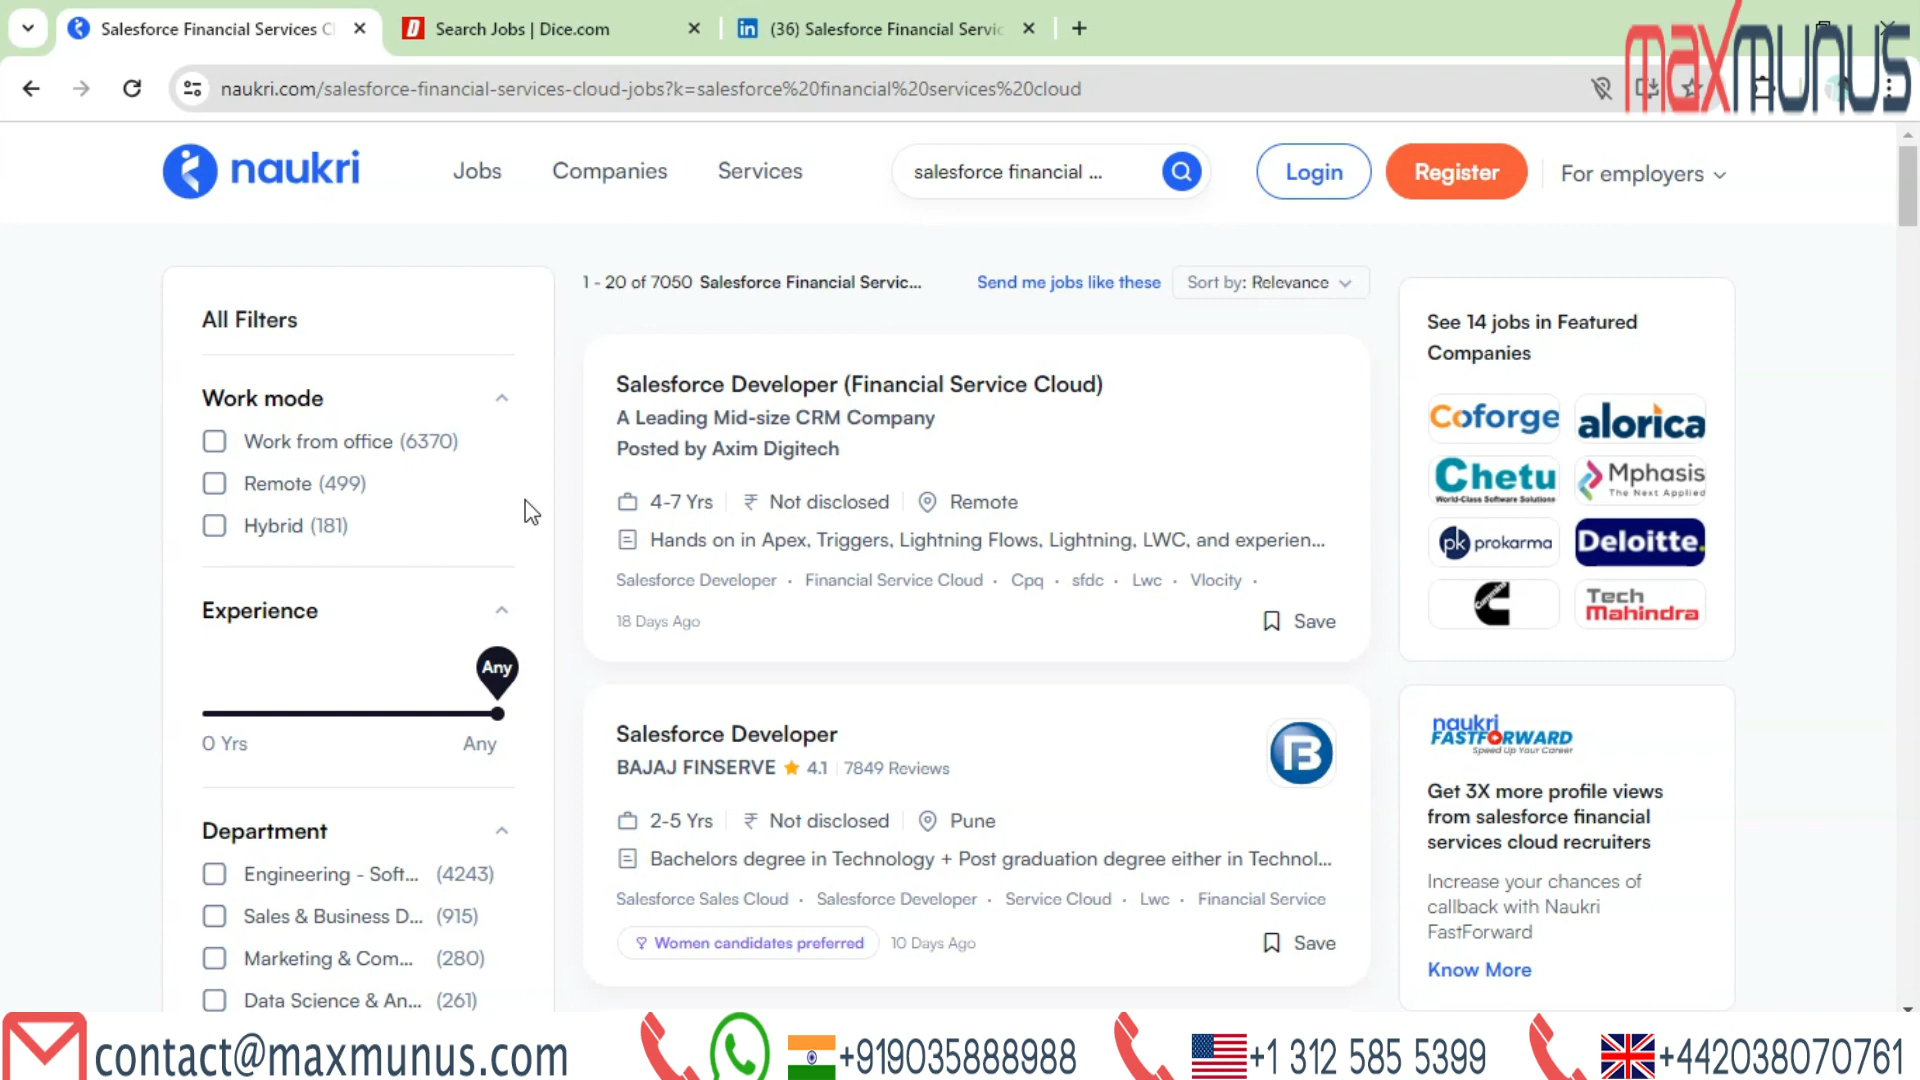 Salesforce Financial Services Cl
Search Jobs | Dice.com
(36) Salesforce Financial Servic
maxmunus
naukri.com/salesforce-financial-services-cloud-jobs?k=salesforce%20financial%20services%20cloud
naukri
Jobs
Companies
Services
salesforce financial ...
Login
Register
For employers
All Filters
Work mode
Work from office (6370)
Remote (499)
Hybrid (181)
Experience
Any
0 Yrs
Any
Department
Engineering - Soft... (4243)
Sales & Business D... (915)
Marketing & Com... (280)
Data Science & An... (261)
1 - 20 of 7050 Salesforce Financial Servic...
Send me jobs like these
Sort by: Relevance
Salesforce Developer (Financial Service Cloud)
A Leading Mid-size CRM Company
Posted by Axim Digitech
4-7 Yrs
₹ Not disclosed
Remote
Hands on in Apex, Triggers, Lightning Flows, Lightning, LWC, and experien...
Salesforce Developer · Financial Service Cloud · Cpq · sfdc · Lwc · Vlocity ·
18 Days Ago
Save
Salesforce Developer
BAJAJ FINSERVE 4.1 7849 Reviews
B
2-5 Yrs
₹ Not disclosed
Pune
Bachelors degree in Technology + Post graduation degree either in Technol...
Salesforce Sales Cloud · Salesforce Developer · Service Cloud · Lwc · Financial Service
Women candidates preferred
10 Days Ago
Save
See 14 jobs in Featured
Companies
Coforge
alorica
Chetu
World-Class Software Solutions
Mphasis
The Next Applied
pk prokarma
Deloitte.
Cummins
Tech
Mahindra
naukri
FASTFORWARD
Speed Up Your Career
Get 3X more profile views
from salesforce financial
services cloud recruiters
Increase your chances of
callback with Naukri
FastForward
Know More
contact@maxmunus.com
+919035888988
+1 312 585 5399
+442038070761